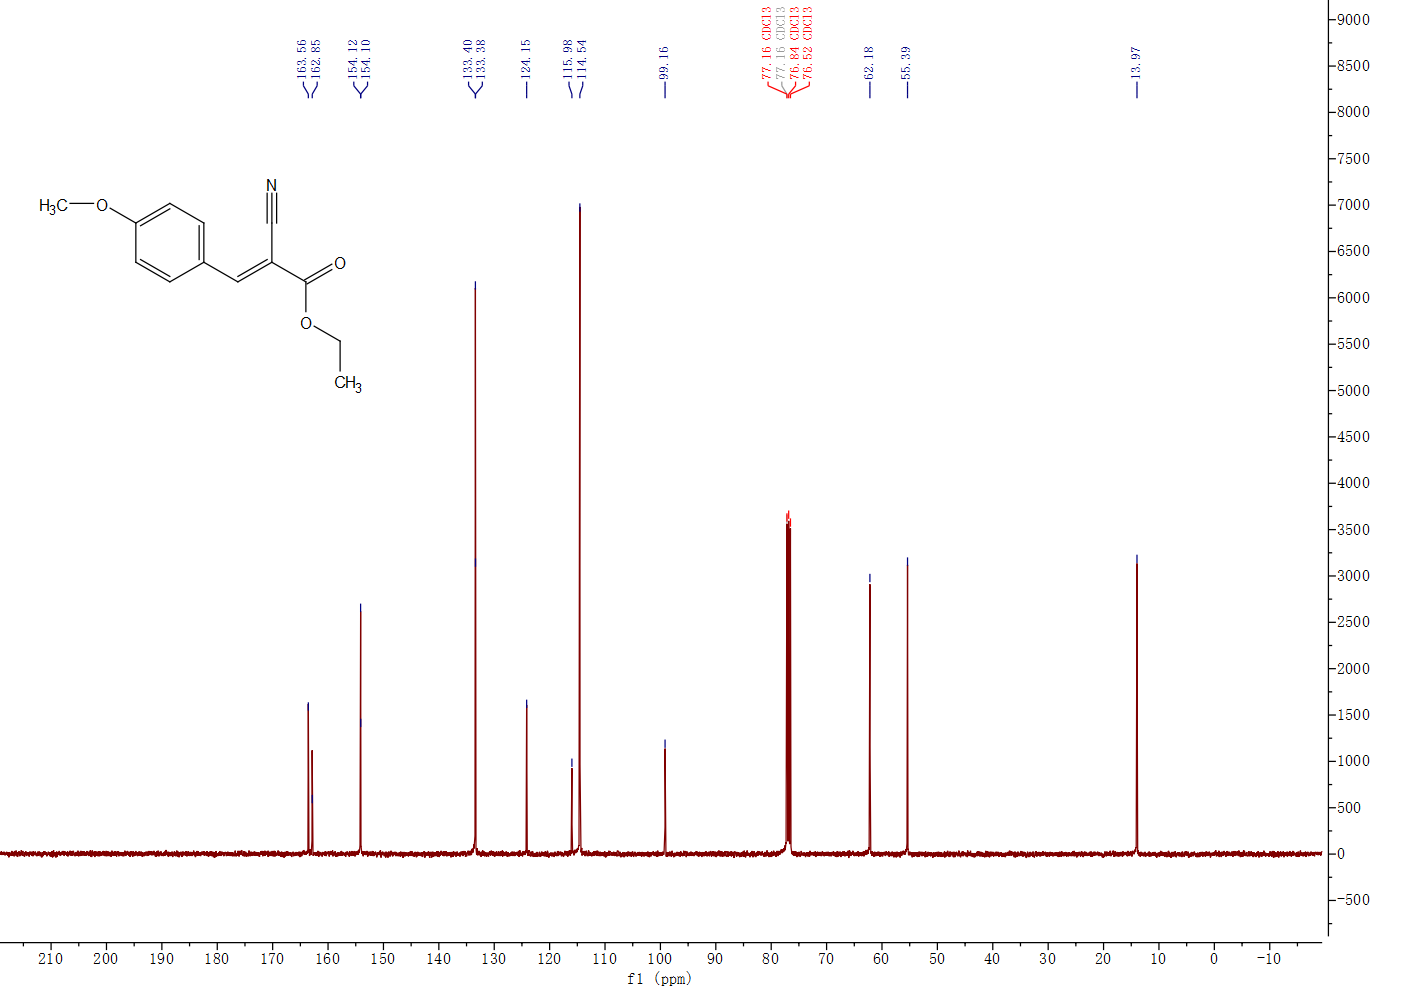 163.56
162.85
154.12
154.10
133.40
133.38
124.15
115.98
114.54
99.16
77.16 CDCl3
77.16 CDCl3
76.84 CDCl3
76.52 CDCl3
62.18
55.39
13.97
N
H3C
O
O
O
CH3
9000
8500
8000
7500
7000
6500
6000
5500
5000
4500
4000
3500
3000
2500
2000
1500
1000
500
0
-500
210 200 190 180 170 160 150 140 130 120 110 100 90 80 70 60 50 40 30 20 10 0 -10
f1 (ppm)